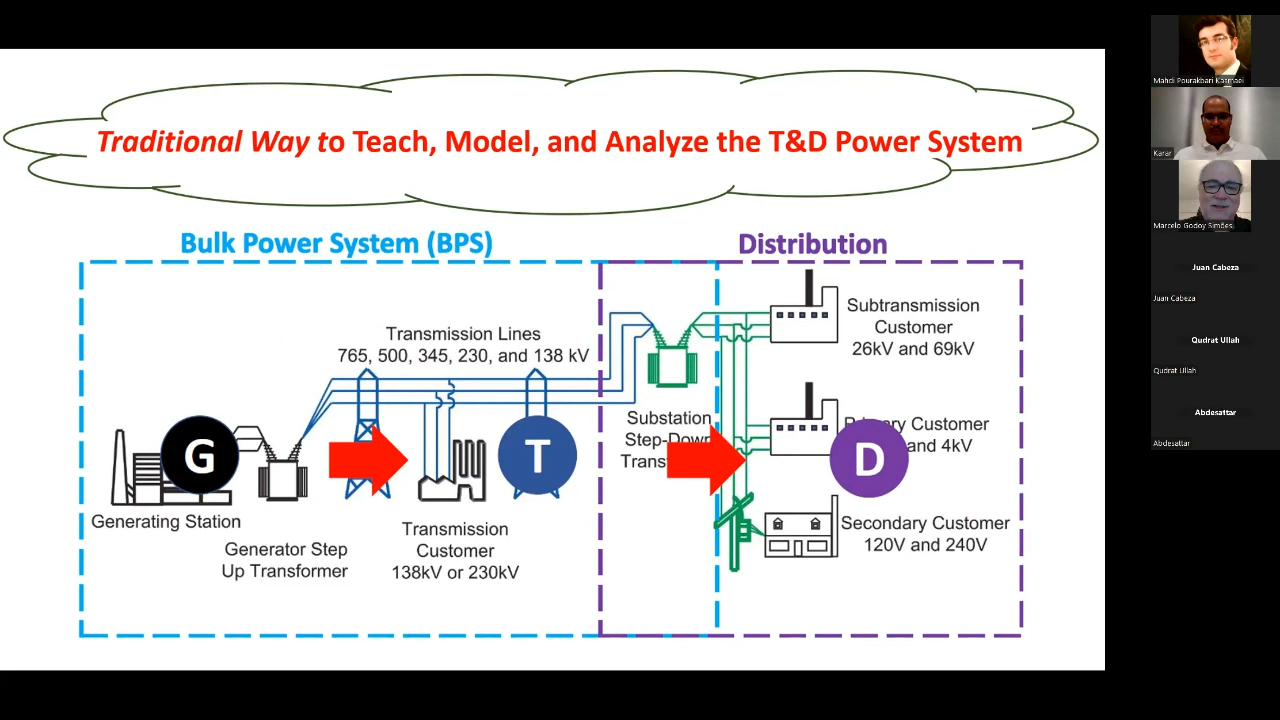 Traditional Way to Teach, Model, and Analyze the T&D Power System
Bulk Power System (BPS)
Distribution
Transmission Lines
765, 500, 345, 230, and 138 kV
Subtransmission
Customer
26kV and 69kV
Substation
Step-Down
Customer
and 4kV
G
T
D
Generating Station
Generator Step
Up Transformer
Transmission
Customer
138kV or 230kV
Secondary Customer
120V and 240V
Mahdi Pourakbari Kasmaei
Karar
Marcelo Godoy Simões
Juan Cabeza
Juan Cabeza
Qudrat Ullah
Qudrat Ullah
Abdesattar
Abdesattar